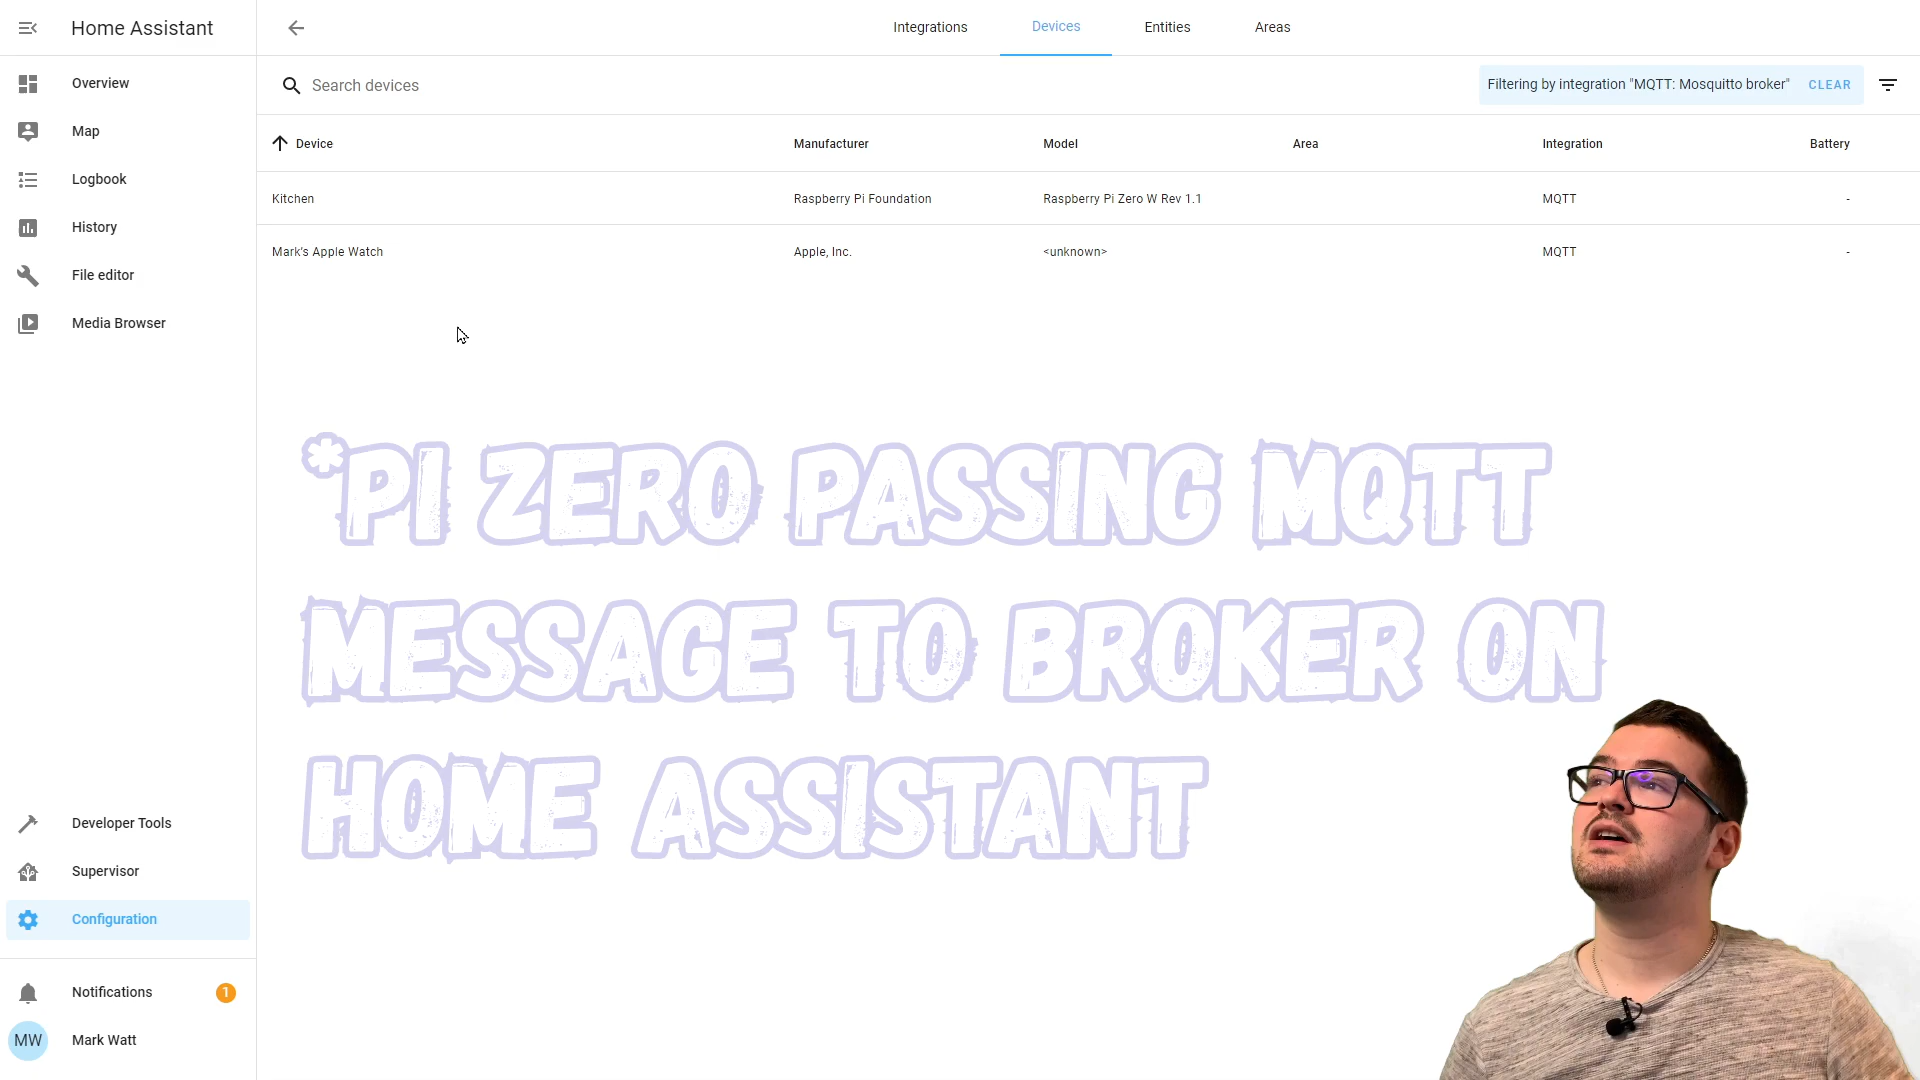 Home Assistant
Integrations Devices Entities Areas
Overview
Map
Logbook
History
File editor
Media Browser
Developer Tools
Supervisor
Configuration
Notifications 1
MW Mark Watt
Search devices
Filtering by integration "MQTT: Mosquitto broker" CLEAR
Device Manufacturer Model Area Integration Battery
Kitchen Raspberry Pi Foundation Raspberry Pi Zero W Rev 1.1 MQTT -
Mark's Apple Watch Apple, Inc. <unknown> MQTT -
*PI ZERO PASSING MQTT
MESSAGE TO BROKER ON
HOME ASSISTANT